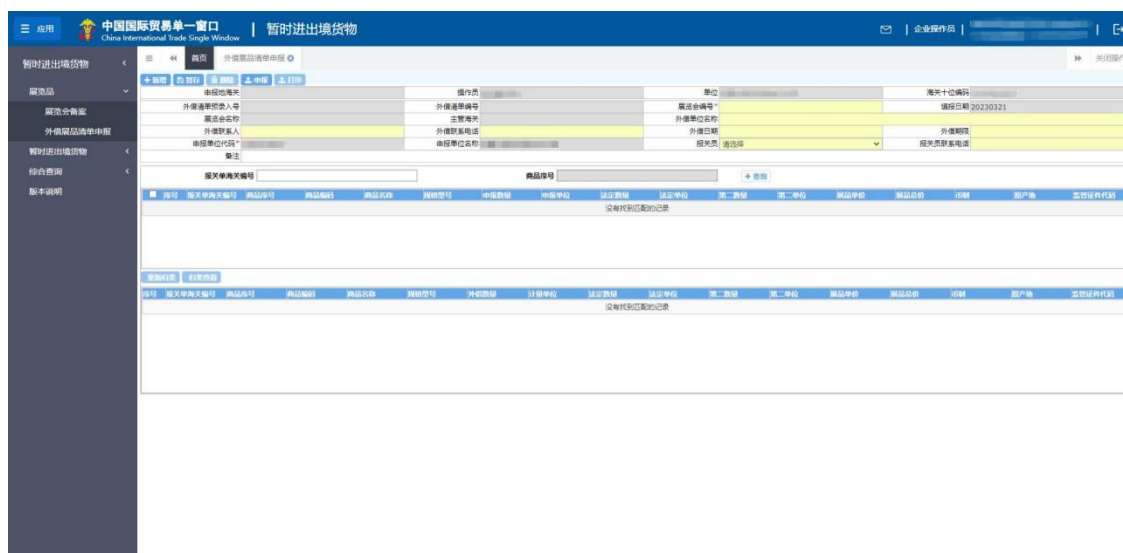 应用 中国国际贸易单一窗口 China International Trade Single Window | 暂时进出境货物 | 企业操作员 |
暂时进出境货物
展览品
展览会备案
外借展品清单申报
暂时进出境货物
综合查询
版本说明
首页 外借展品清单申报 关闭操作
+新增 暂存 删除 申报 打印
申报地海关 操作员 单位 海关十位编码
外借清单预录入号 外借清单编号 展览会编号* 填报日期 20230321
展览会名称 主管海关 外借单位名称
外借联系人 外借联系电话 外借日期 外借期限
申报单位代码* 申报单位名称 报关员 请选择 报关员联系电话
备注
报关单海关编号 商品序号 +查询
序号 报关单海关编号 商品序号 商品编码 商品名称 规格型号 申报数量 申报单位 法定数量 法定单位 第二数量 第二单位 展品单价 展品总价 币制 原产地 监管证件代码
没有找到匹配的记录
重新归类 归类查看
序号 报关单海关编号 商品序号 商品编码 商品名称 规格型号 外借数量 计量单位 法定数量 法定单位 第二数量 第二单位 展品单价 展品总价 币制 原产地 监管证件代码
没有找到匹配的记录